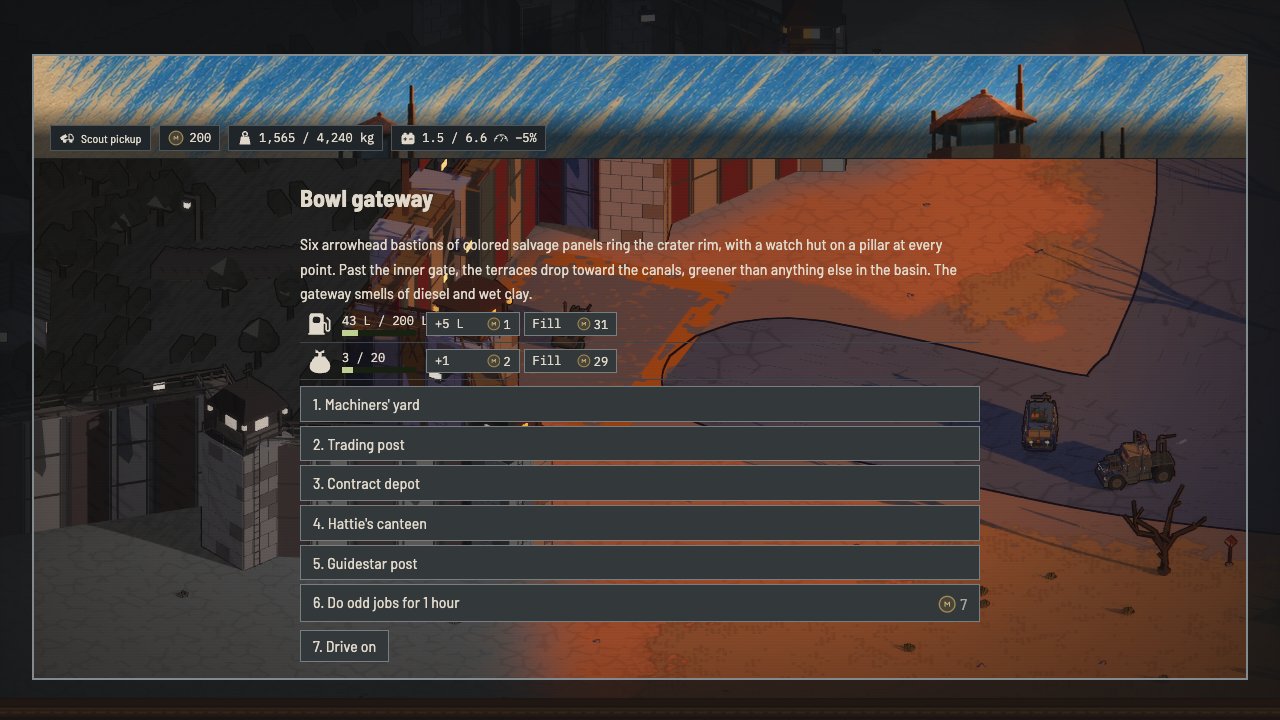 Scout pickup
M 200
1,565 / 4,240 kg
1.5 / 6.6 −5%
Bowl gateway
Six arrowhead bastions of colored salvage panels ring the crater rim, with a watch hut on a pillar at every
point. Past the inner gate, the terraces drop toward the canals, greener than anything else in the basin. The
gateway smells of diesel and wet clay.
43 L / 200 L
+5 L M 1
Fill M 31
3 / 20
+1 M 2
Fill M 29
1. Machiners' yard
2. Trading post
3. Contract depot
4. Hattie's canteen
5. Guidestar post
6. Do odd jobs for 1 hour M 7
7. Drive on